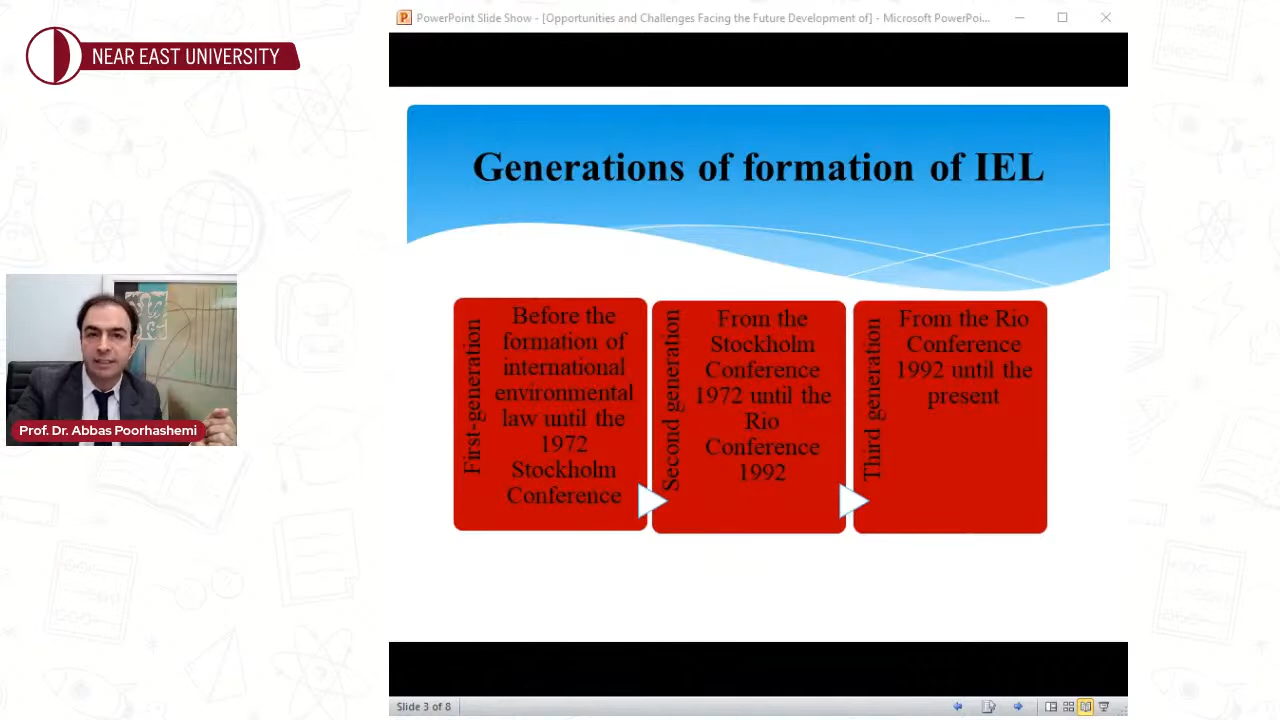 NEAR EAST UNIVERSITY
PowerPoint Slide Show - [Opportunities and Challenges Facing the Future Development of] - Microsoft PowerPoi...
Generations of formation of IEL
First-generation
Before the
formation of
international
environmental
law until the
1972
Stockholm
Conference
Second generation
From the
Stockholm
Conference
1972 until the
Rio
Conference
1992
Third generation
From the Rio
Conference
1992 until the
present
Prof. Dr. Abbas Poorhashemi
Slide 3 of 8